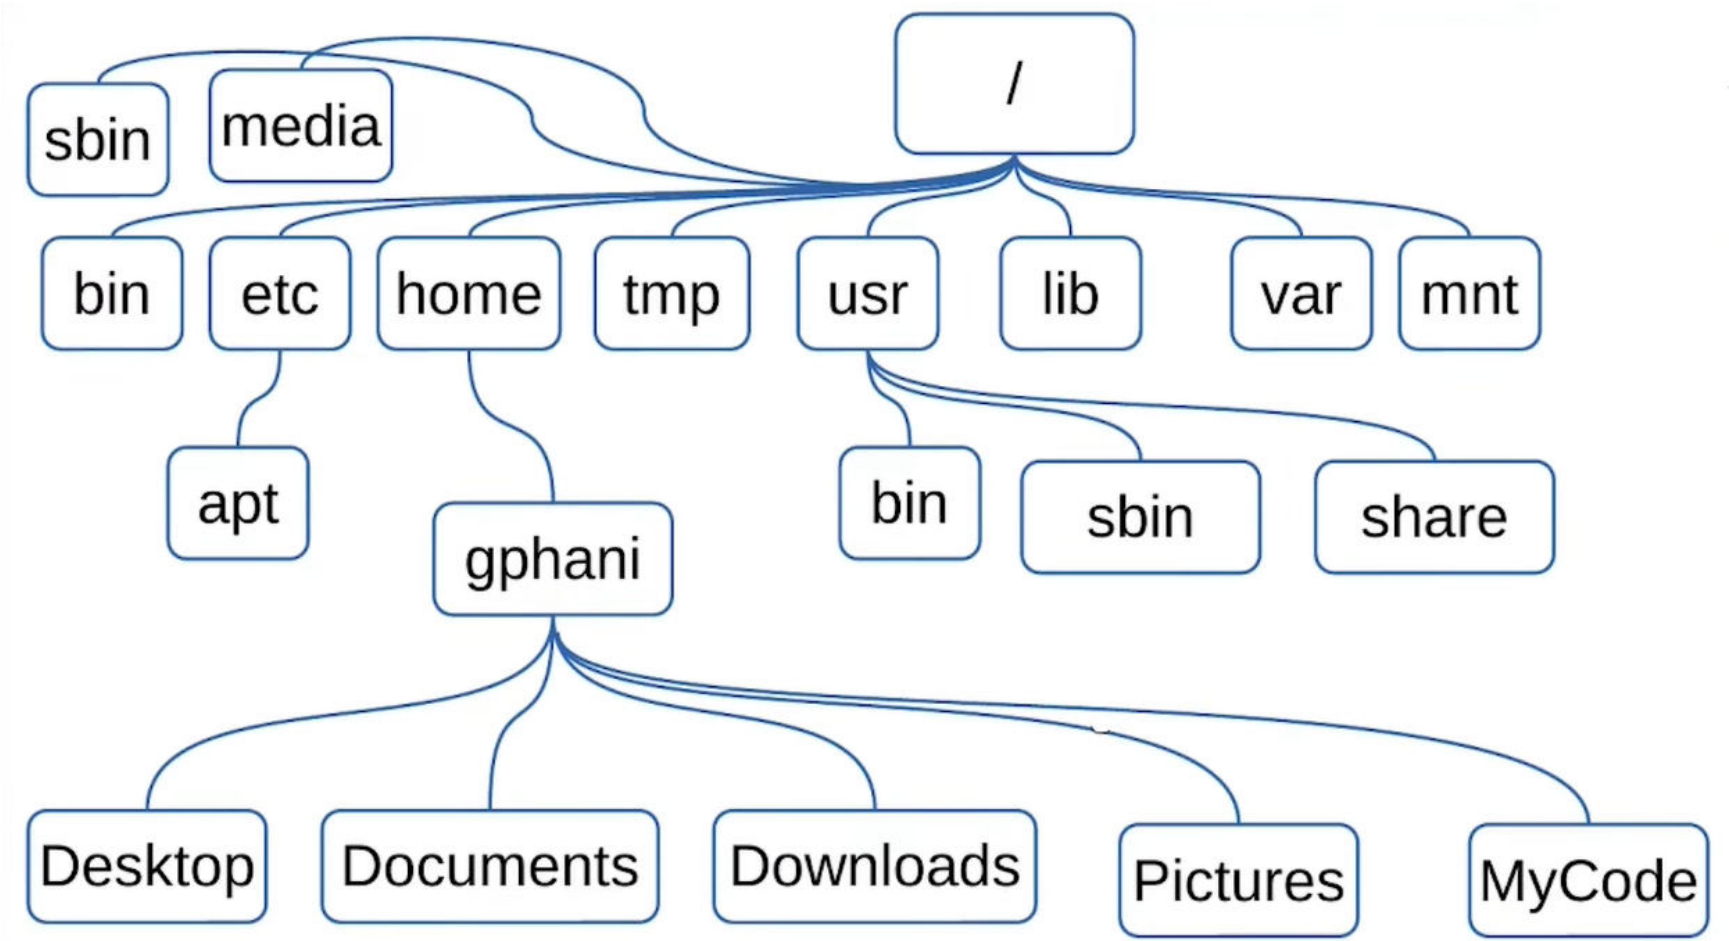 /
sbin
media
bin
etc
home
tmp
usr
lib
var
mnt
apt
gphani
bin
sbin
share
Desktop
Documents
Downloads
Pictures
MyCode